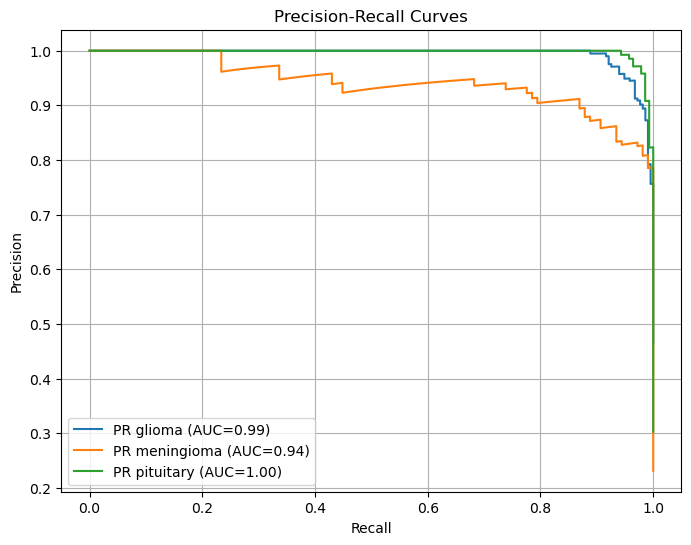 Precision-Recall Curves
1.0
0.9
0.8
0.7
0.6
0.5
0.4
0.3
0.2
Precision
PR glioma (AUC=0.99)
PR meningioma (AUC=0.94)
PR pituitary (AUC=1.00)
0.0 0.2 0.4 0.6 0.8 1.0
Recall